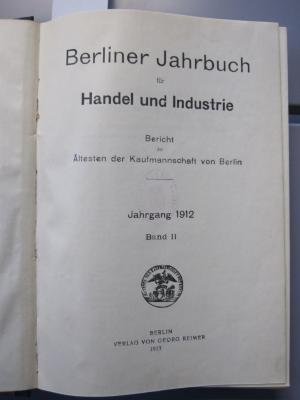 Berliner Jahrbuch
für
Handel und Industrie
Bericht
der
Ältesten der Kaufmannschaft von Berlin
Jahrgang 1912
Band II
BERLIN
VERLAG VON GEORG REIMER
1913